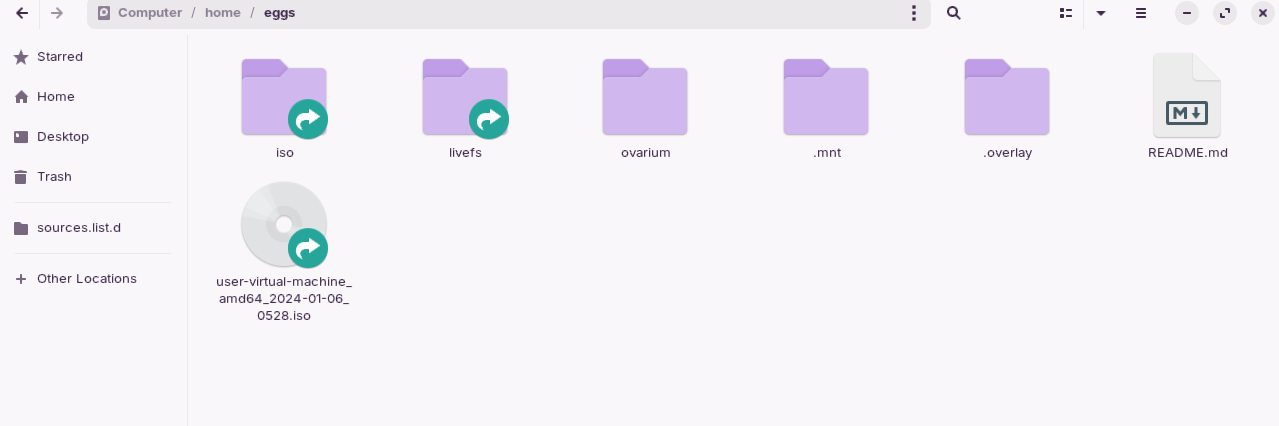 Computer / home / eggs
Starred
Home
Desktop
Trash
sources.list.d
Other Locations
iso
livefs
ovarium
.mnt
.overlay
README.md
M
user-virtual-machine_
amd64_2024-01-06_
0528.iso